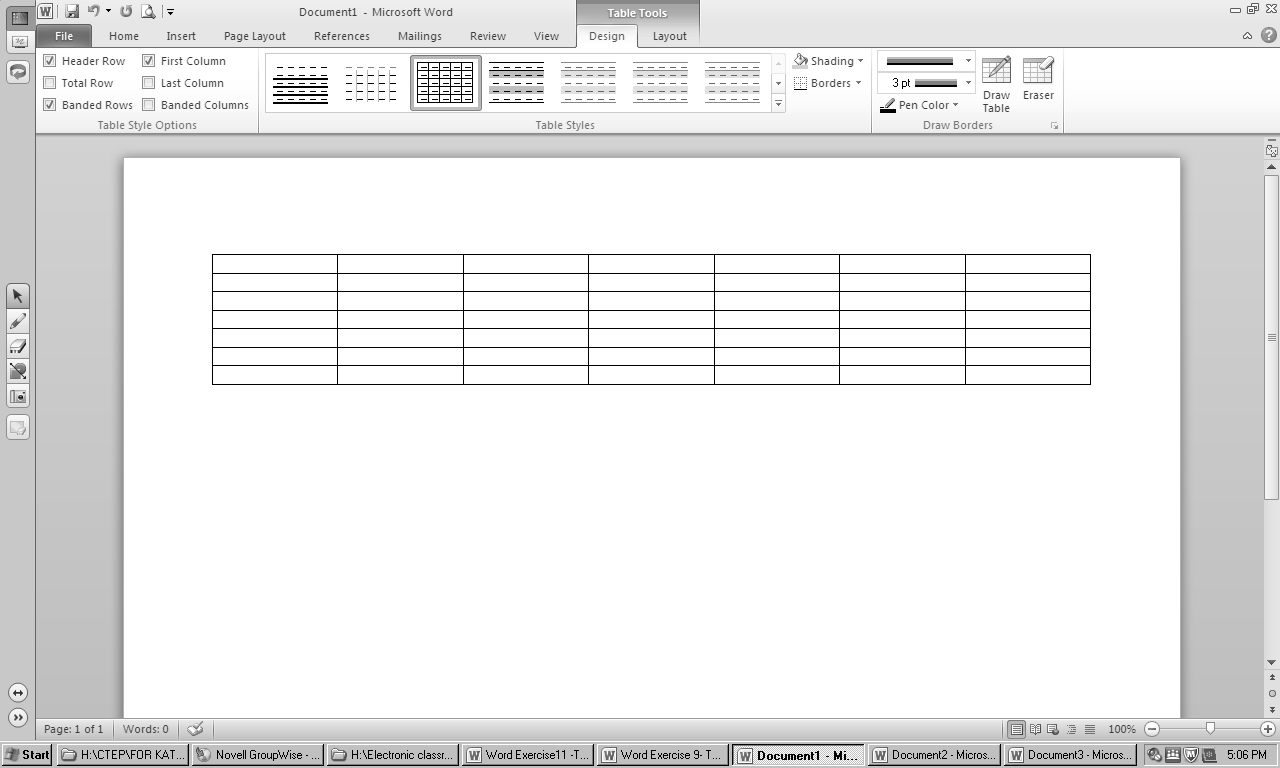 Document1 - Microsoft Word
Table Tools
File Home Insert Page Layout References Mailings Review View Design Layout
Header Row First Column
Total Row Last Column
Banded Rows Banded Columns
Table Style Options
Table Styles
Shading
Borders
3 pt
Pen Color
Draw Table
Eraser
Draw Borders
Page: 1 of 1 Words: 0 100%
Start H:\CTEP\FOR KAT... Novell GroupWise - ... H:\Electronic classr... Word Exercise11 -T... Word Exercise 9- T... Document1 - Mi... Document2 - Micros... Document3 - Micros... 5:06 PM